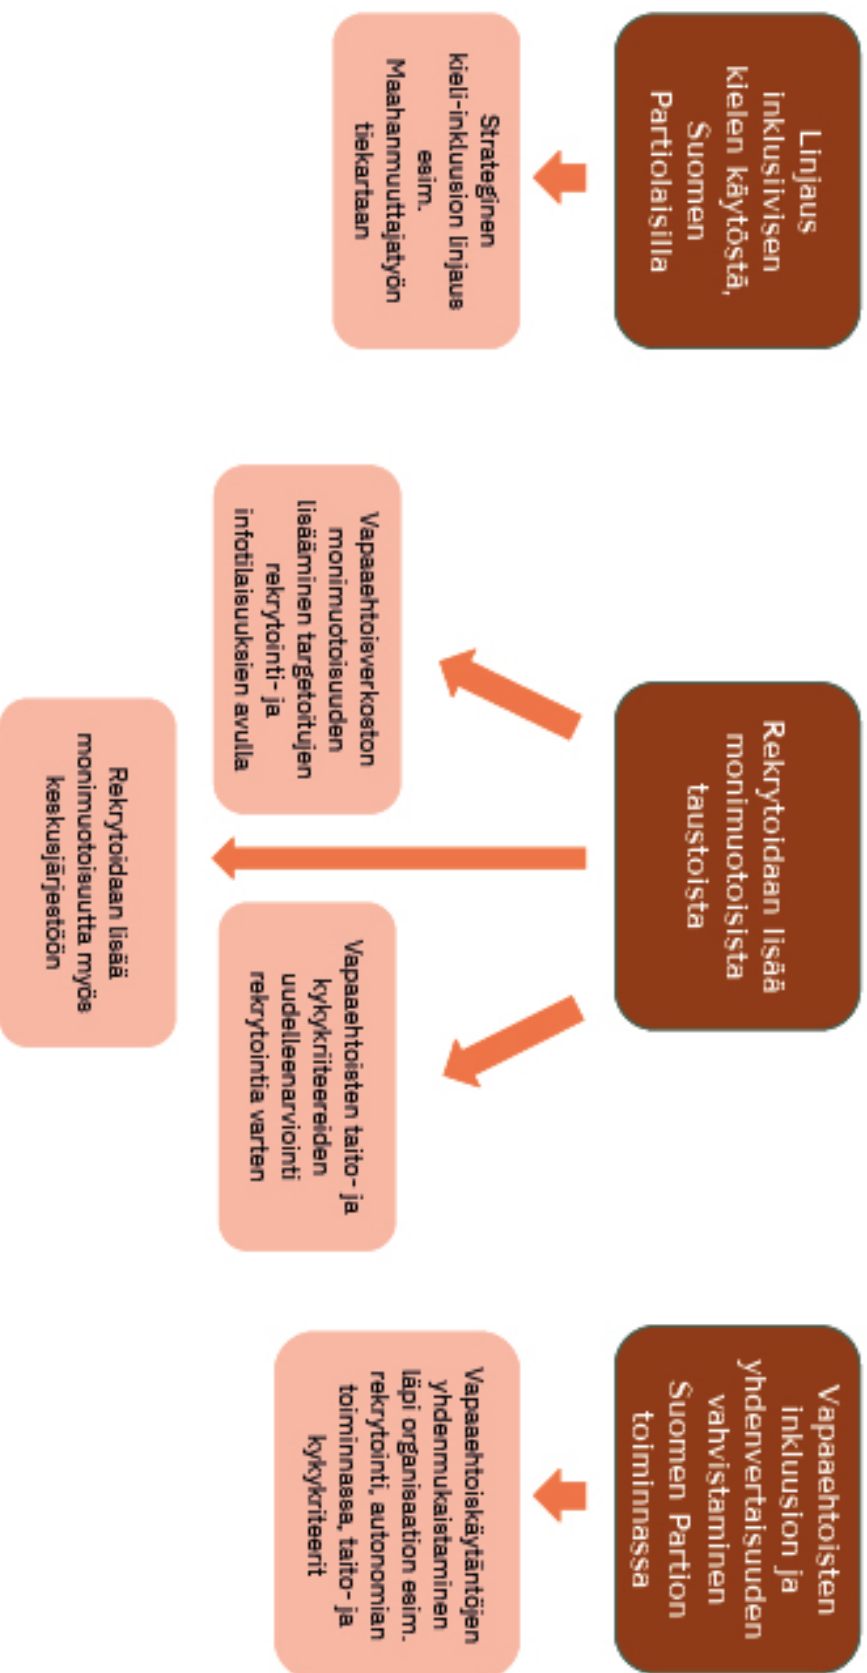 Linjaus
inklusiivisen
kielen käytöstä,
Suomen
Partiolaisilla
Strateginen
kieli-inkluusion linjaus
esim.
Maahanmuuttajatyön
tiekartaan
Rekrytoidaan lisää
monimuotoisista
taustoista
Vapaaehtoisverkoston
monimuotoisuuden
lisääminen targetoitujen
rekrytointi- ja
infotilaisuuksien avulla
Rekrytoidaan lisää
monimuotoisuutta myös
keskusjärjestöön
Vapaaehtoisten taito- ja
kykykriiteereiden
uudelleenarviointi
rekrytointia varten
Vapaaehtoisten
inkluusion ja
yhdenvertaisuuden
vahvistaminen
Suomen Partion
toiminnassa
Vapaaehtoiskäytäntöjen
yhdenmukaistaminen
läpi organisaation esim.
rekrytointi, autonomian
toiminnassa, taito- ja
kykykriteerit